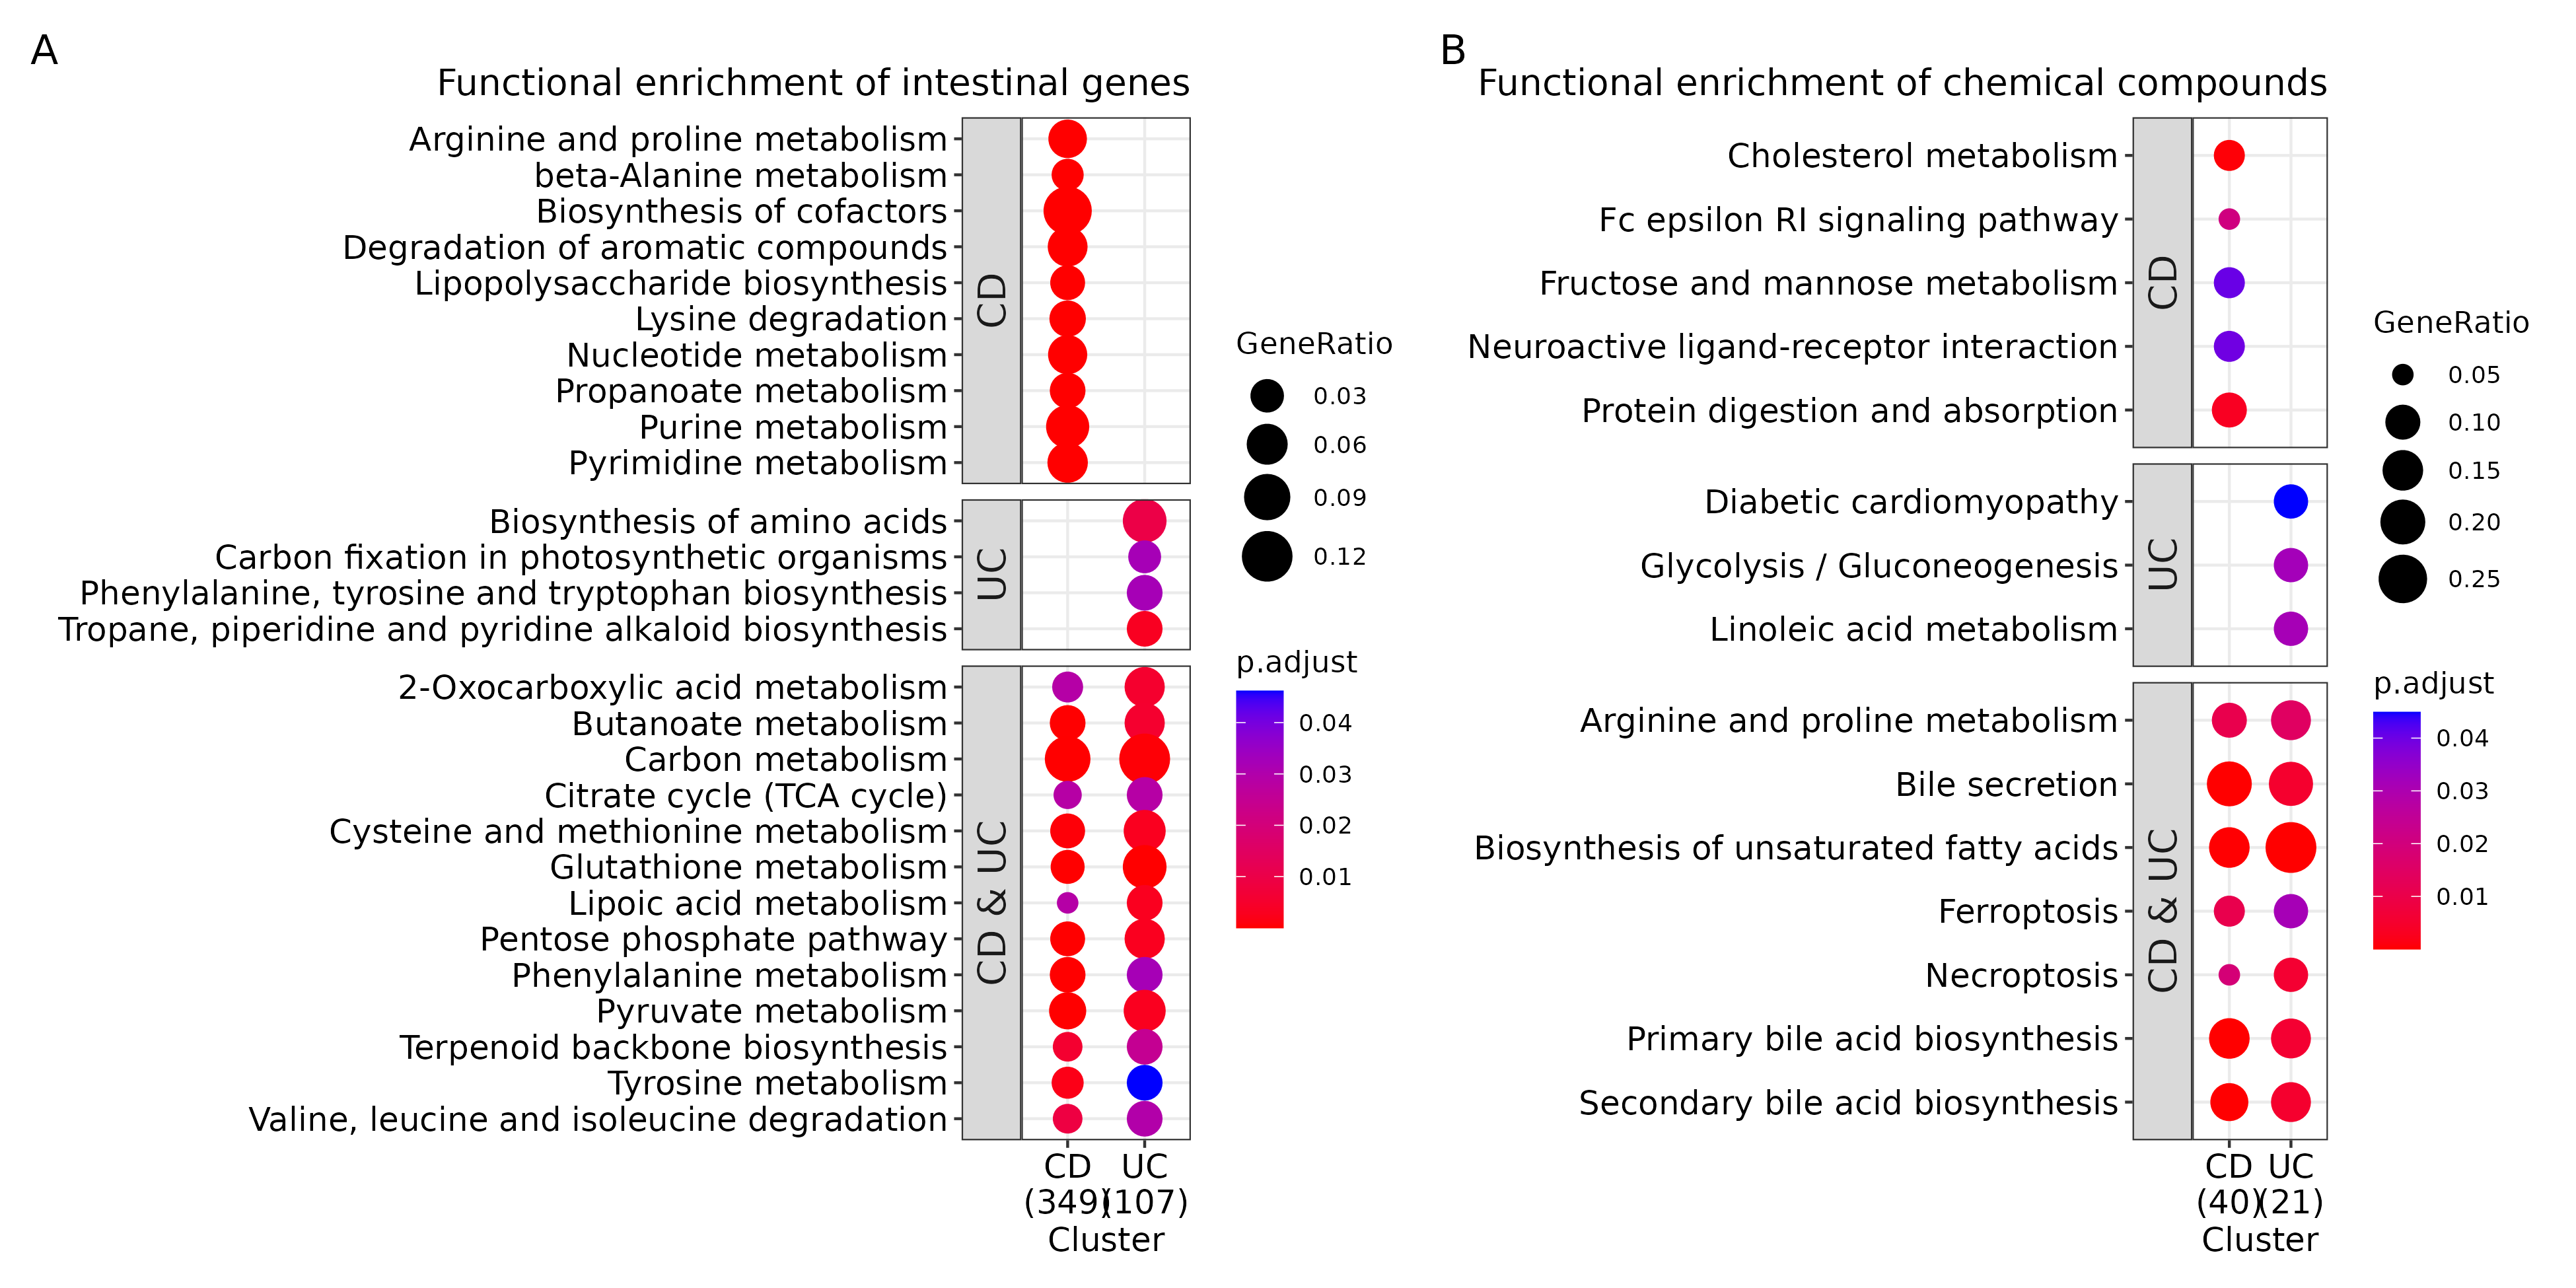 A
Functional enrichment of intestinal genes
Arginine and proline metabolism
beta-Alanine metabolism
Biosynthesis of cofactors
Degradation of aromatic compounds
Lipopolysaccharide biosynthesis
Lysine degradation
Nucleotide metabolism
Propanoate metabolism
Purine metabolism
Pyrimidine metabolism
CD
Biosynthesis of amino acids
Carbon fixation in photosynthetic organisms
Phenylalanine, tyrosine and tryptophan biosynthesis
Tropane, piperidine and pyridine alkaloid biosynthesis
UC
2-Oxocarboxylic acid metabolism
Butanoate metabolism
Carbon metabolism
Citrate cycle (TCA cycle)
Cysteine and methionine metabolism
Glutathione metabolism
Lipoic acid metabolism
Pentose phosphate pathway
Phenylalanine metabolism
Pyruvate metabolism
Terpenoid backbone biosynthesis
Tyrosine metabolism
Valine, leucine and isoleucine degradation
CD & UC
CD UC
(349) (107)
Cluster
GeneRatio
0.03
0.06
0.09
0.12
p.adjust
0.04
0.03
0.02
0.01
B
Functional enrichment of chemical compounds
Cholesterol metabolism
Fc epsilon RI signaling pathway
Fructose and mannose metabolism
Neuroactive ligand-receptor interaction
Protein digestion and absorption
CD
Diabetic cardiomyopathy
Glycolysis / Gluconeogenesis
Linoleic acid metabolism
UC
Arginine and proline metabolism
Bile secretion
Biosynthesis of unsaturated fatty acids
Ferroptosis
Necroptosis
Primary bile acid biosynthesis
Secondary bile acid biosynthesis
CD & UC
CD UC
(40) (21)
Cluster
GeneRatio
0.05
0.10
0.15
0.20
0.25
p.adjust
0.04
0.03
0.02
0.01